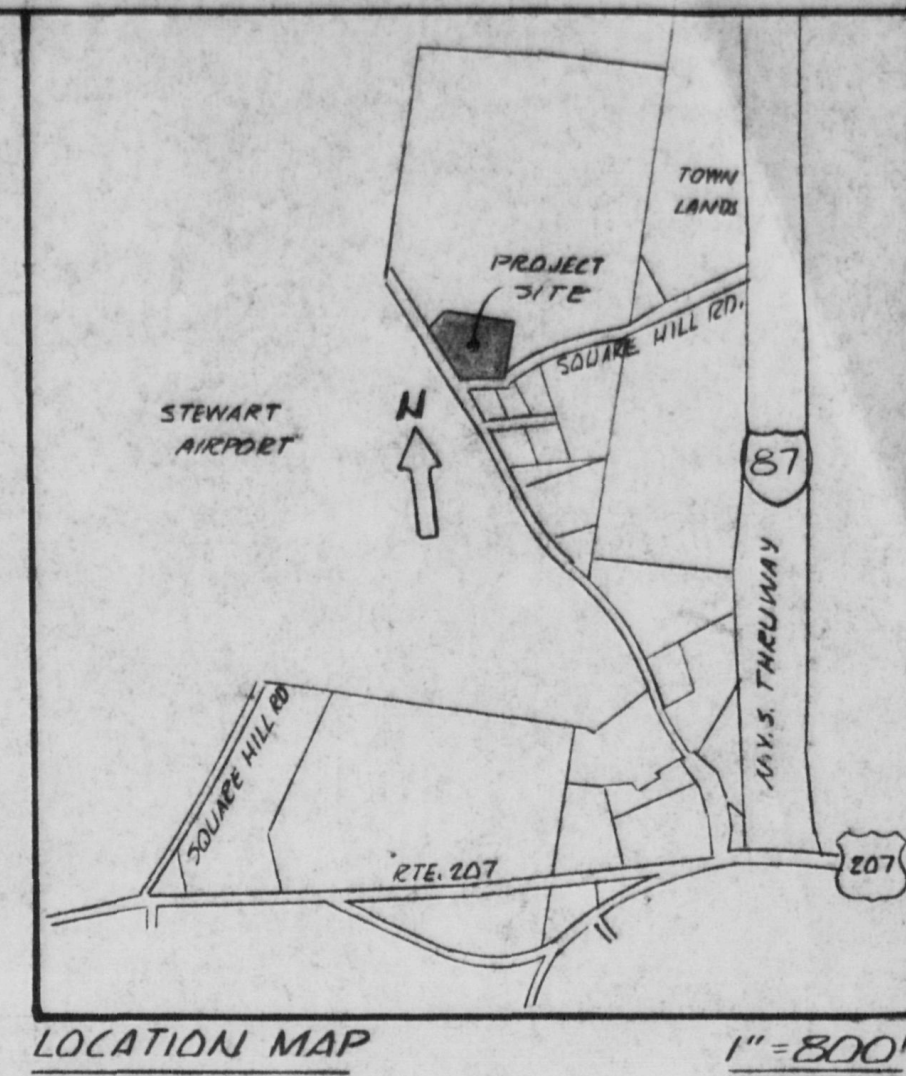 TOWN
LANDS
PROJECT
SITE
SQUARE HILL RD.
STEWART
AIRPORT
N
87
N.Y.S. THRUWAY
SQUARE HILL RD
RTE. 207
207
LOCATION MAP
1" = 800'